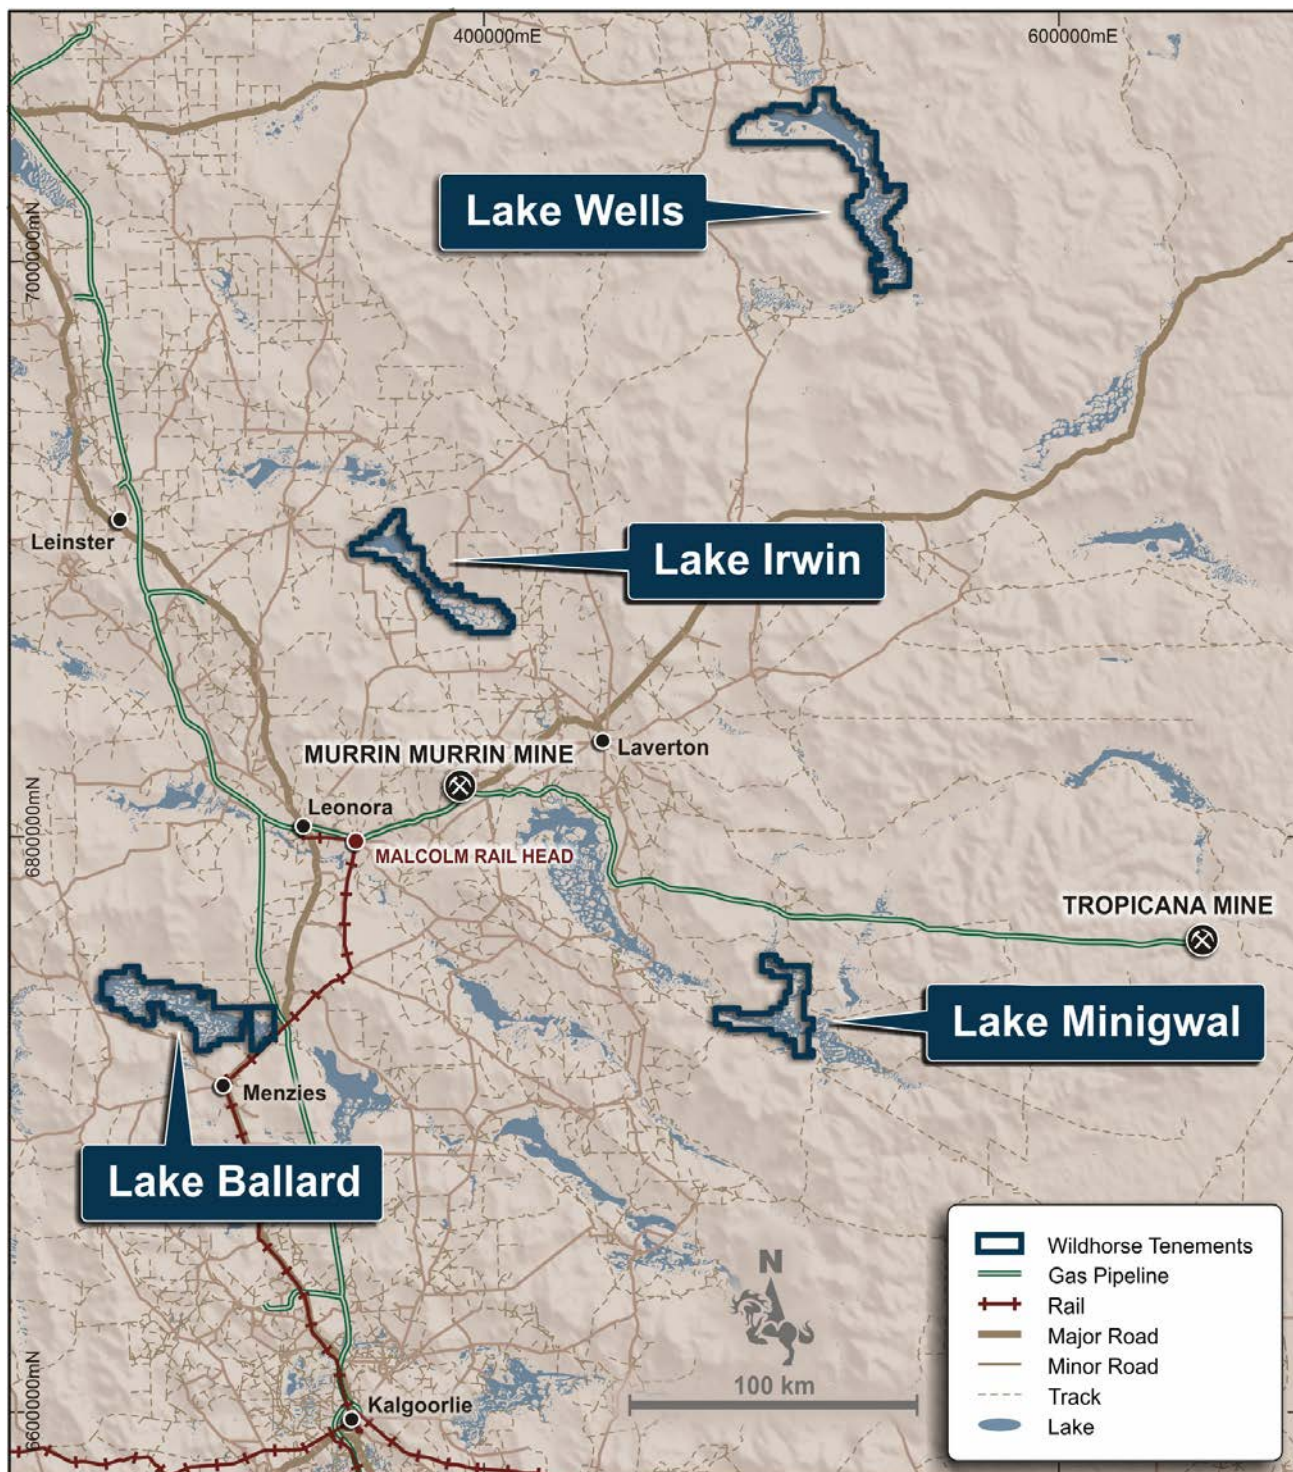 400000mE
600000mE
Lake Wells
7000000mN
Leinster
Lake Irwin
Laverton
MURRIN MURRIN MINE
Leonora
6800000mN
MALCOLM RAIL HEAD
TROPICANA MINE
Lake Minigwal
Menzies
Lake Ballard
Kalgoorlie
6600000mN
N
100 km
Wildhorse Tenements
Gas Pipeline
Rail
Major Road
Minor Road
Track
Lake